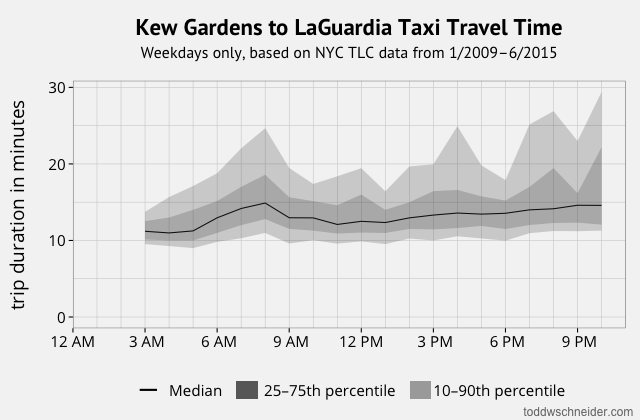 Kew Gardens to LaGuardia Taxi Travel Time
Weekdays only, based on NYC TLC data from 1/2009–6/2015
trip duration in minutes
30
20
10
0
12 AM 3 AM 6 AM 9 AM 12 PM 3 PM 6 PM 9 PM
Median 25–75th percentile 10–90th percentile
toddwschneider.com